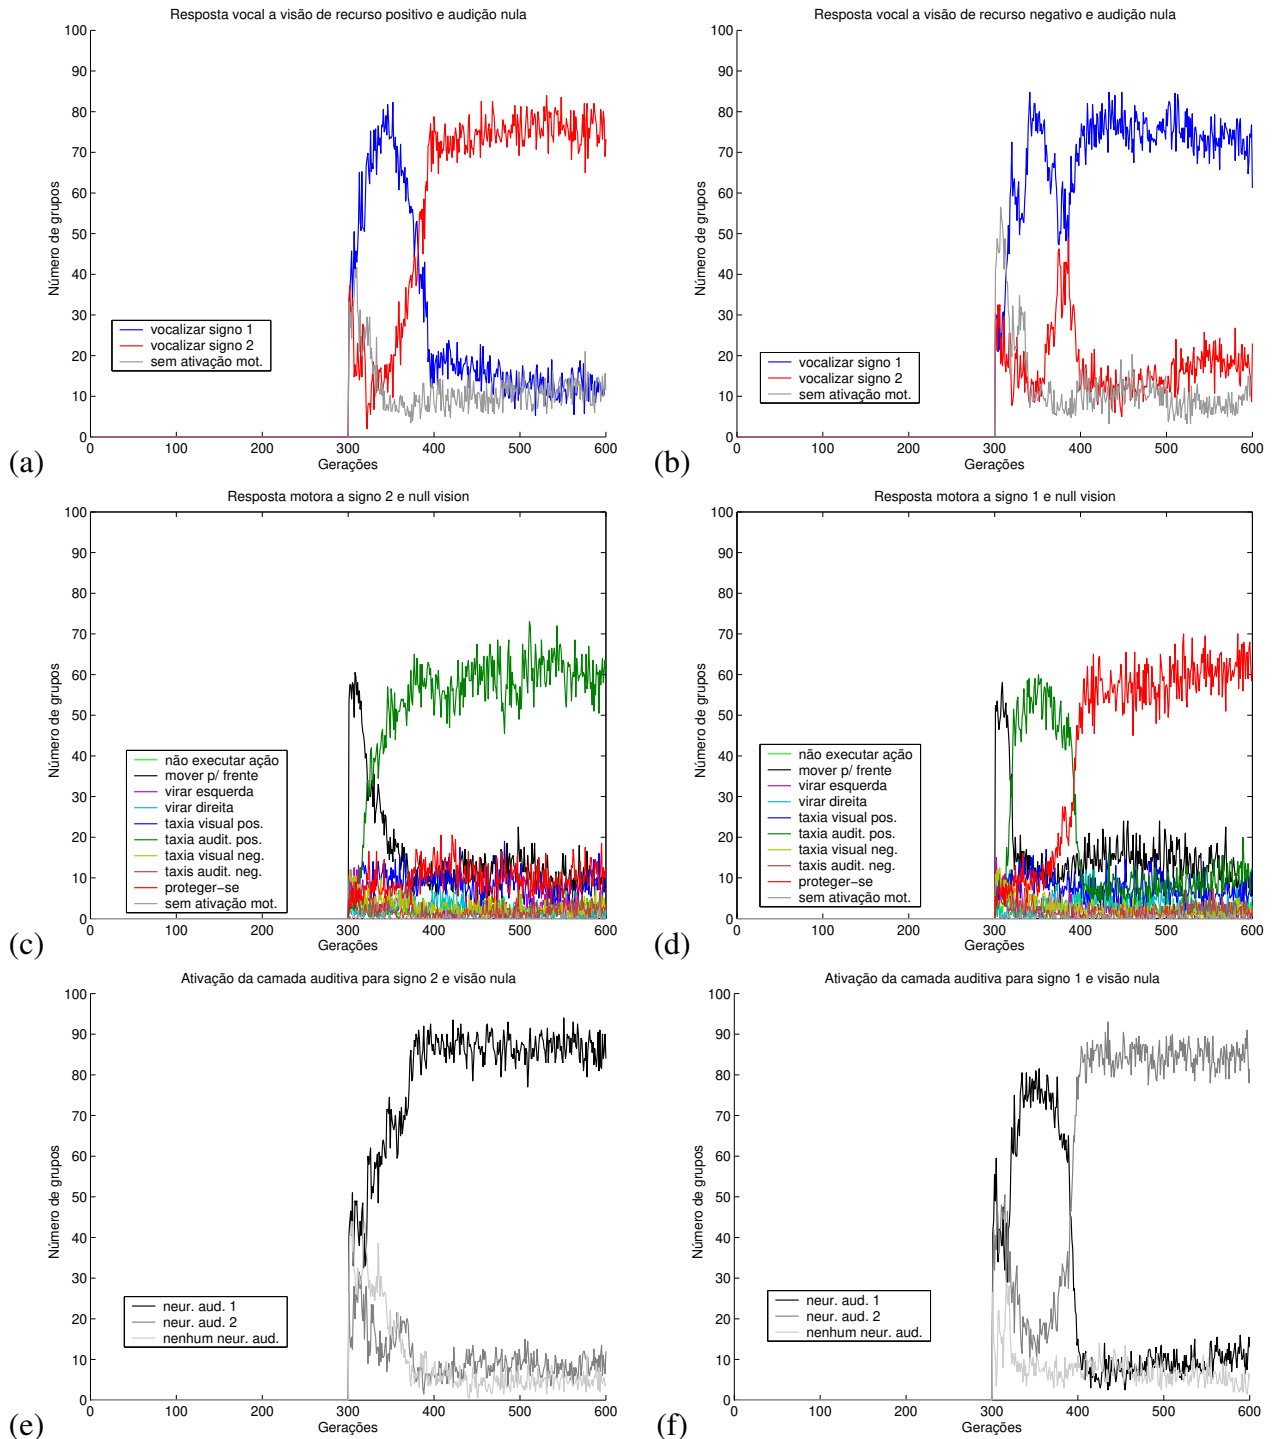 Resposta vocal a visão de recurso positivo e audição nula
100
90
80
70
60
50
40
30
20
10
0
Número de grupos
vocalizar signo 1
vocalizar signo 2
sem ativação mot.
0 100 200 300 400 500 600
Gerações
(a)
Resposta vocal a visão de recurso negativo e audição nula
100
90
80
70
60
50
40
30
20
10
0
Número de grupos
vocalizar signo 1
vocalizar signo 2
sem ativação mot.
0 100 200 300 400 500 600
Gerações
(b)
Resposta motora a signo 2 e null vision
100
90
80
70
60
50
40
30
20
10
0
Número de grupos
não executar ação
mover p/ frente
virar esquerda
virar direita
taxia visual pos.
taxia audit. pos.
taxia visual neg.
taxis audit. neg.
proteger−se
sem ativação mot.
0 100 200 300 400 500 600
Gerações
(c)
Resposta motora a signo 1 e null vision
100
90
80
70
60
50
40
30
20
10
0
Número de grupos
não executar ação
mover p/ frente
virar esquerda
virar direita
taxia visual pos.
taxia audit. pos.
taxia visual neg.
taxis audit. neg.
proteger−se
sem ativação mot.
0 100 200 300 400 500 600
Gerações
(d)
Ativação da camada auditiva para signo 2 e visão nula
100
90
80
70
60
50
40
30
20
10
0
Número de grupos
neur. aud. 1
neur. aud. 2
nenhum neur. aud.
0 100 200 300 400 500 600
Gerações
(e)
Ativação da camada auditiva para signo 1 e visão nula
100
90
80
70
60
50
40
30
20
10
0
Número de grupos
neur. aud. 1
neur. aud. 2
nenhum neur. aud.
0 100 200 300 400 500 600
Gerações
(f)